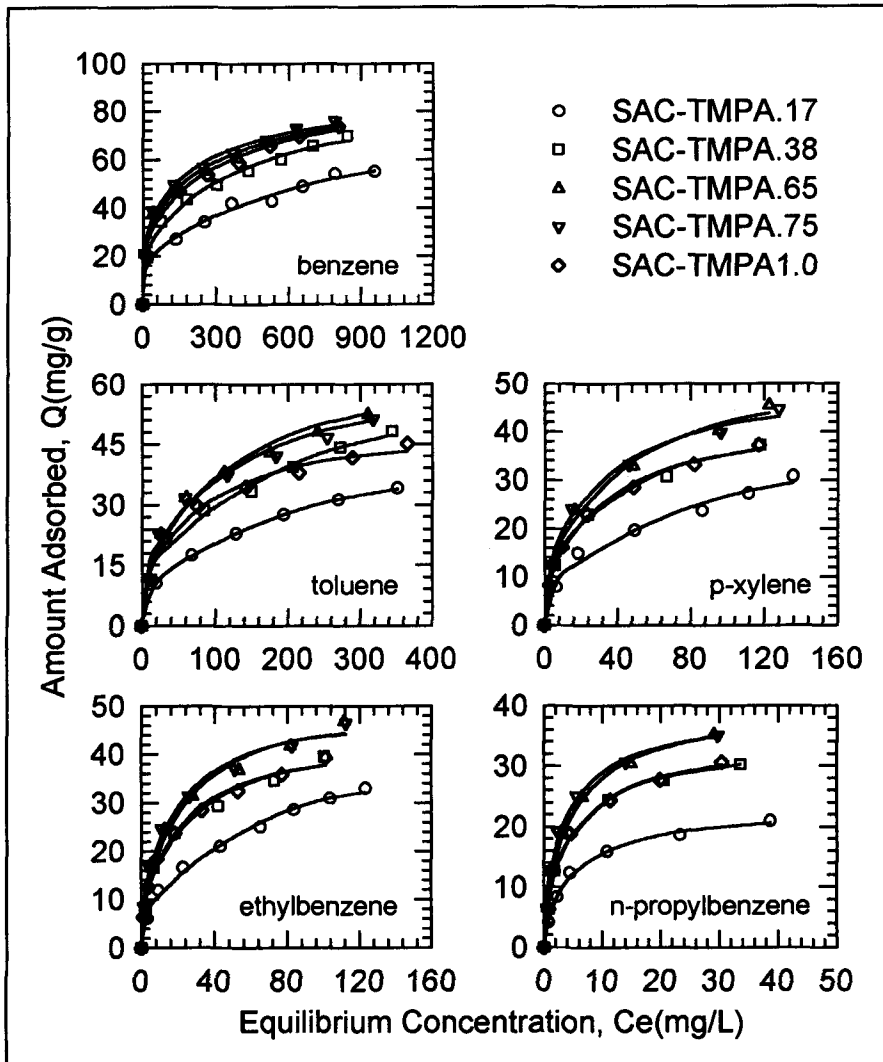 100
80
60
40
20
0
benzene
0 300 600 900 1200
SAC-TMPA.17
SAC-TMPA.38
SAC-TMPA.65
SAC-TMPA.75
SAC-TMPA1.0
Amount Adsorbed, Q(mg/g)
60
45
30
15
0
toluene
0 100 200 300 400
50
40
30
20
10
0
p-xylene
0 40 80 120 160
50
40
30
20
10
0
ethylbenzene
0 40 80 120 160
40
30
20
10
0
n-propylbenzene
0 10 20 30 40 50
Equilibrium Concentration, Ce(mg/L)